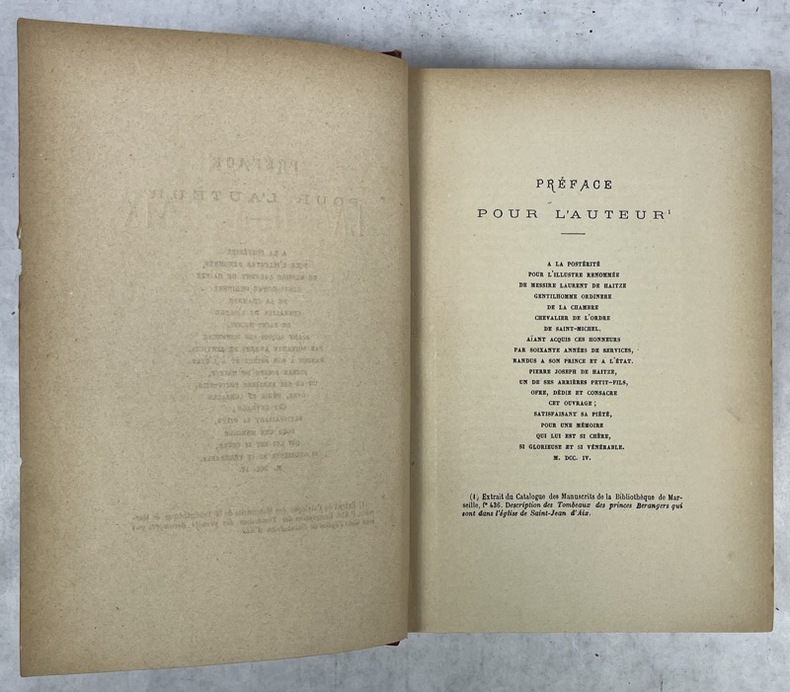 PRÉFACE
POUR L'AUTEUR¹
A LA POSTÉRITÉ
POUR L'ILLUSTRE RENOMMÉE
DE MESSIRE LAURENT DE HAITZE
GENTILHOMME ORDINERE
DE LA CHAMBRE
CHEVALIER DE L'ORDRE
DE SAINT-MICHEL.
AÏANT ACQUIS CES HONNEURS
PAR SOIXANTE ANNÉES DE SERVICES,
RANDUS A SON PRINCE ET A L'ÉTAT.
PIERRE JOSEPH DE HAITZE,
UN DE SES ARRIÈRES PETIT-FILS,
OFRE, DÉDIE ET CONSACRE
CET OUVRAGE ;
SATISFAISANT SA PIÉTÉ,
POUR UNE MÉMOIRE
QUI LUI EST SI CHÈRE,
SI GLORIEUSE ET SI VÉNÉRABLE.
M. DCC. IV.
(1) Extrait du Catalogue des Manuscrits de la Bibliothèque de Mar-
seille, f° 436. Description des Tombeaux des princes Berangers qui
sont dans l'église de Saint-Jean d'Aix.